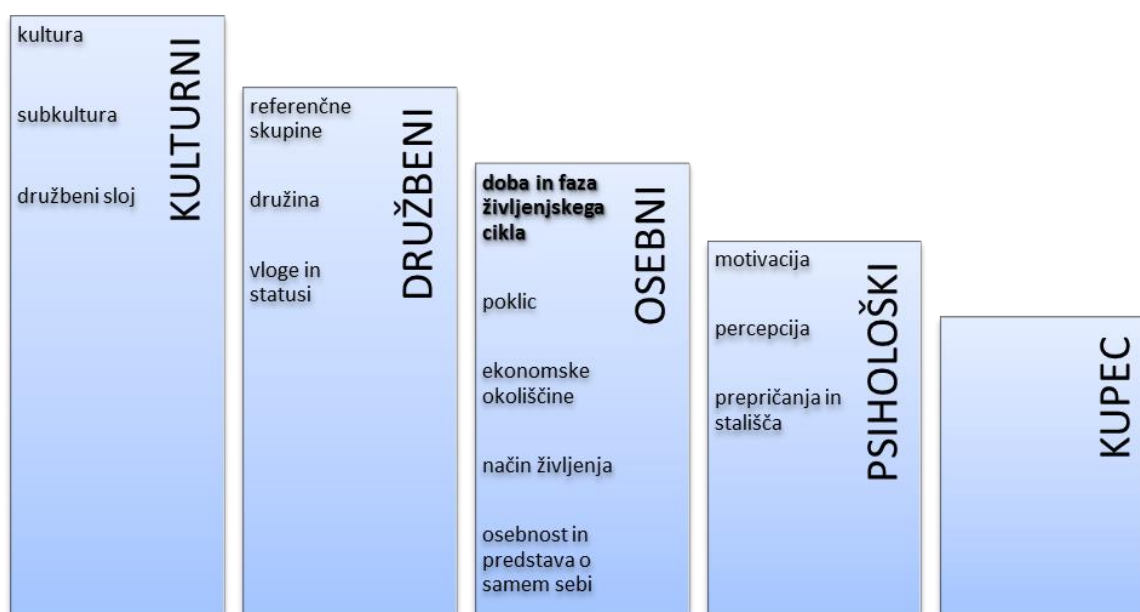 KULTURNI
kultura
subkultura
družbeni sloj
DRUŽBENI
referenčne
skupine
družina
vloge in
statusi
OSEBNI
doba in faza
življenjskega
cikla
poklic
ekonomske
okoliščine
način življenja
osebnost in
predstava o
samem sebi
PSIHOLOŠKI
motivacija
percepcija
prepričanja in
stališča
KUPEC